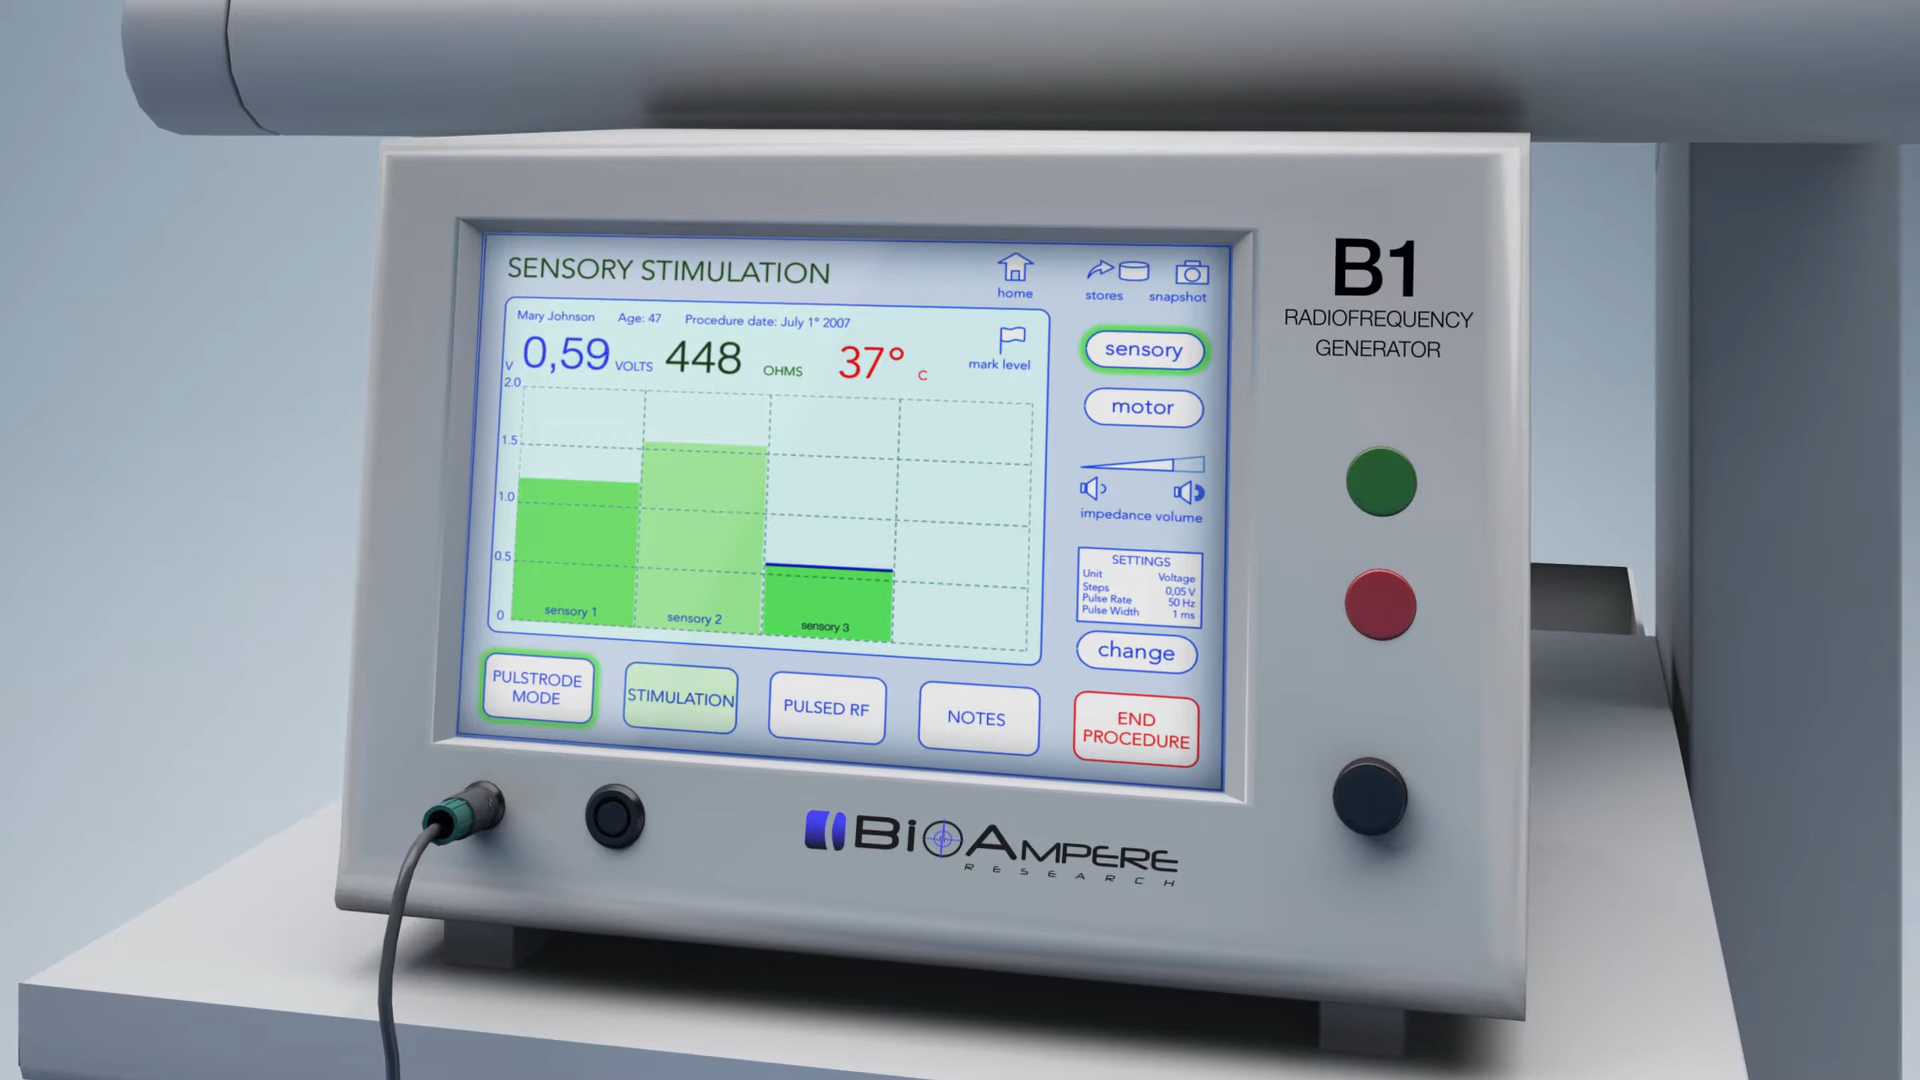 SENSORY STIMULATION
home
stores
snapshot
Mary Johnson Age: 47 Procedure date: July 1º 2007
V 0,59 VOLTS 448 OHMS 37° C
mark level
2.0
1.5
1.0
0.5
0
sensory 1
sensory 2
sensory 3
sensory
motor
impedance volume
SETTINGS
Unit Voltage
Steps 0,05 V
Pulse Rate 50 Hz
Pulse Width 1 ms
change
PULSTRODE
MODE
STIMULATION
PULSED RF
NOTES
END
PROCEDURE
B1
RADIOFREQUENCY
GENERATOR
BiOAMPERE
RESEARCH